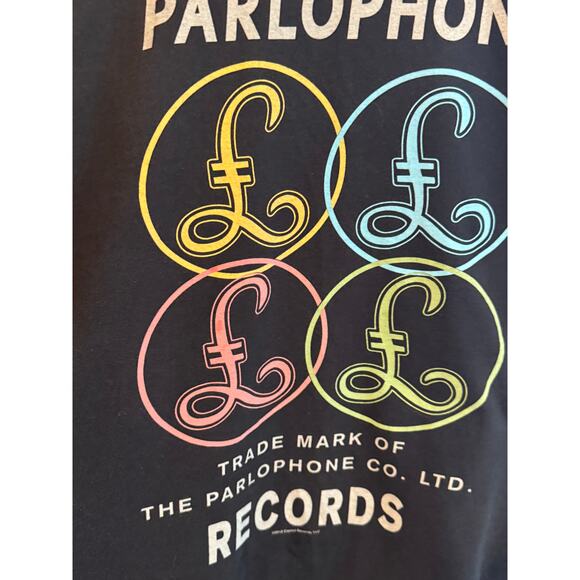 PARLOPHON
£ £
£ £
TRADE MARK OF
THE PARLOPHONE CO. LTD.
RECORDS